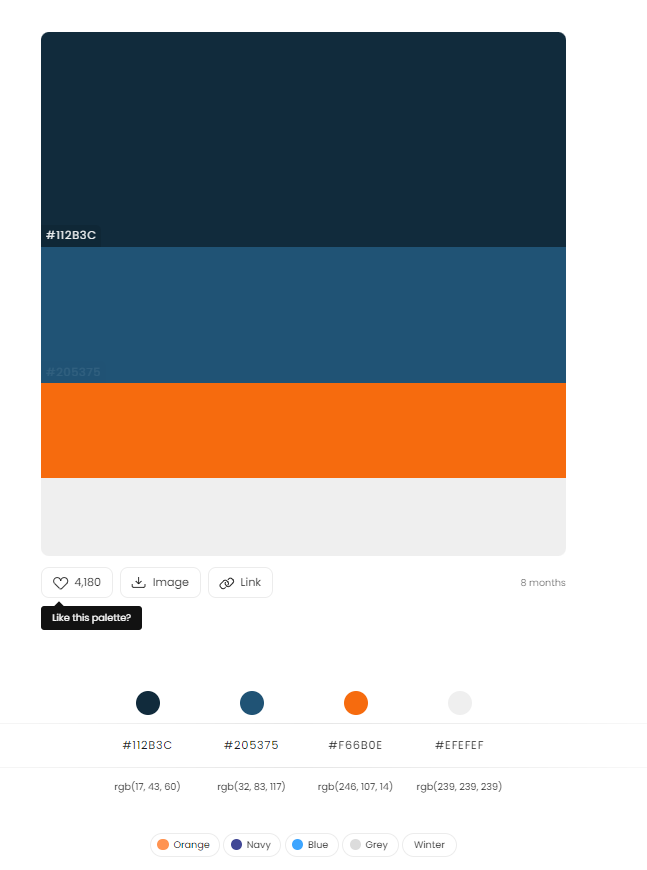 #112B3C
#205375
4,180 Image Link 8 months
Like this palette?
#112B3C #205375 #F66B0E #EFEFEF
rgb(17, 43, 60) rgb(32, 83, 117) rgb(246, 107, 14) rgb(239, 239, 239)
Orange Navy Blue Grey Winter